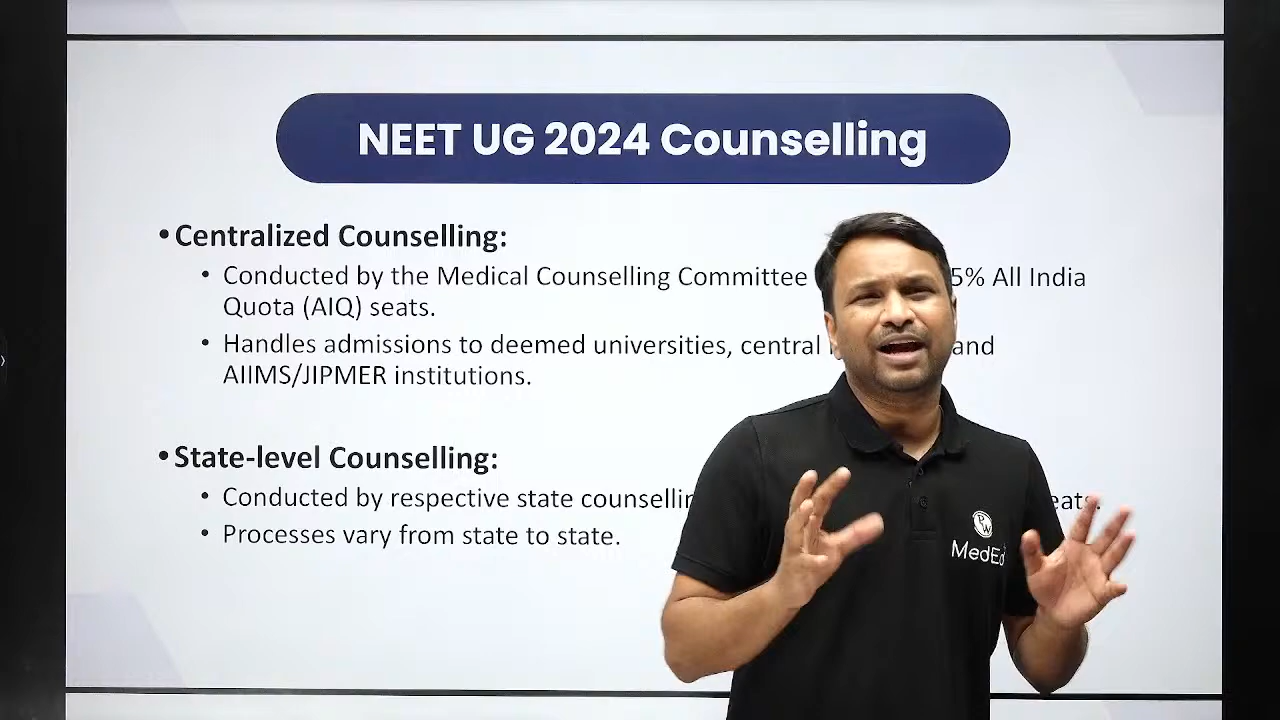 NEET UG 2024 Counselling
• Centralized Counselling:
• Conducted by the Medical Counselling Committee 5% All India
Quota (AIQ) seats.
• Handles admissions to deemed universities, central and
AIIMS/JIPMER institutions.
• State-level Counselling:
• Conducted by respective state
• Processes vary from state to state.
PW
MedEd